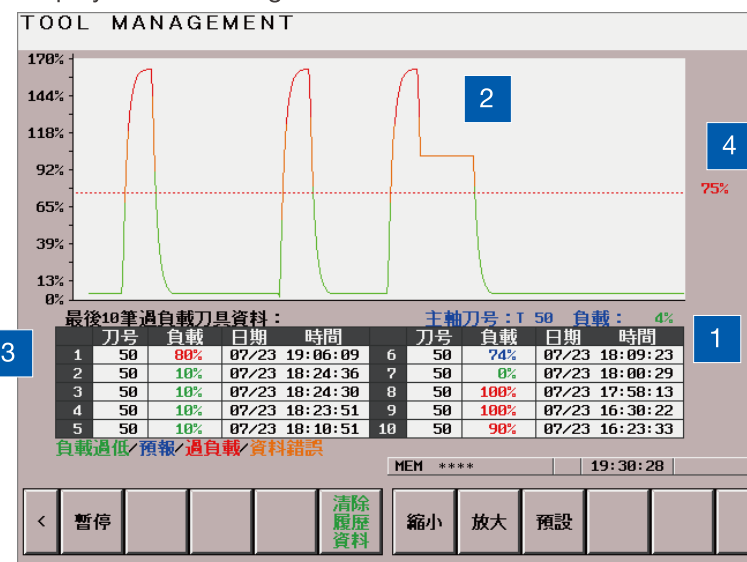 TOOL MANAGEMENT
170%
144%
118%
92%
65%
39%
13%
0%
2
4
75%
最後10筆過負載刀具資料：
主軸刀号：T 50 負載： 4%
3
1
刀号 負載 日期 時間 刀号 負載 日期 時間
1 50 80% 07/23 19:06:09 6 50 74% 07/23 18:09:23
2 50 10% 07/23 18:24:36 7 50 0% 07/23 18:00:29
3 50 10% 07/23 18:24:30 8 50 100% 07/23 17:58:13
4 50 10% 07/23 18:23:51 9 50 100% 07/23 16:30:22
5 50 10% 07/23 18:10:51 10 50 90% 07/23 16:23:33
負載過低/預報/過負載/資料錯誤
MEM **** 19:30:28
< 暫停 清除履歷資料 縮小 放大 預設